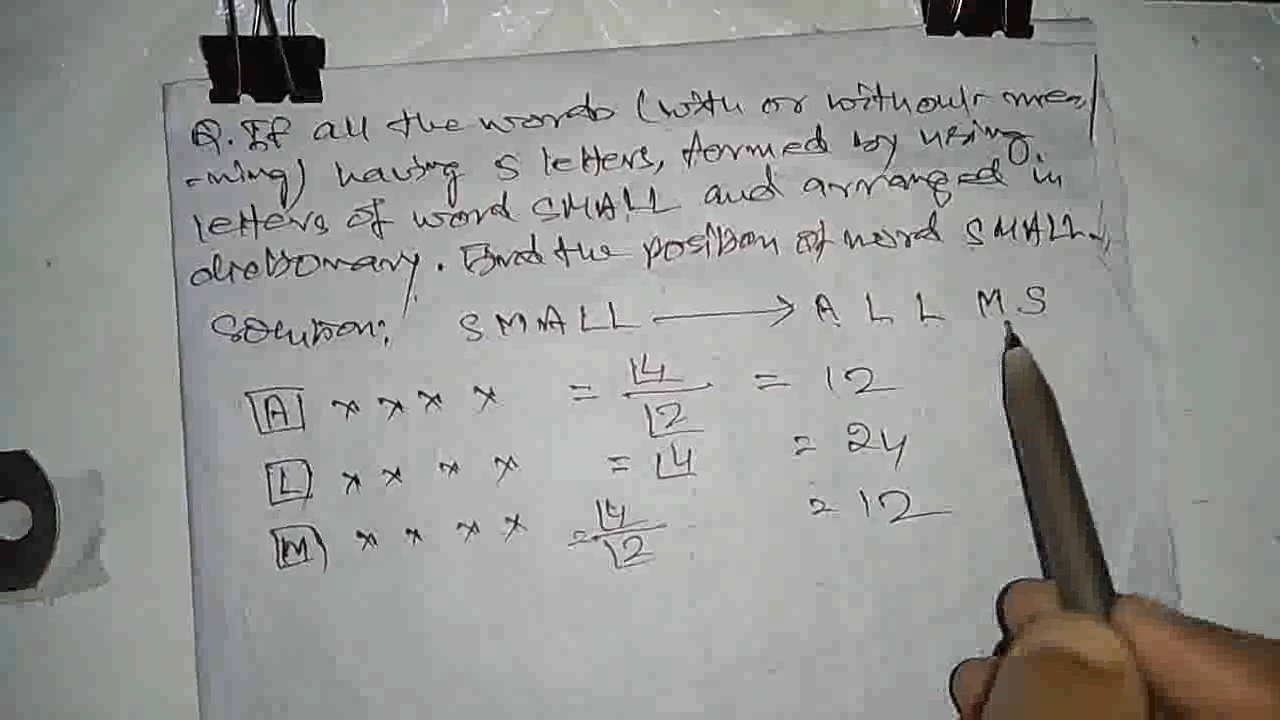 Q. If all the words (with or without mea
-ning) having 5 letters, formed by using
letters of word SMALL and arranged in
dictionary. Find the position of word SMALL.
Solution: SMALL → A L L M S
A * * * * = ⌊4 / ⌊2 = 12
L * * * * = ⌊4 = 24
M * * * * = ⌊4 / ⌊2 = 12